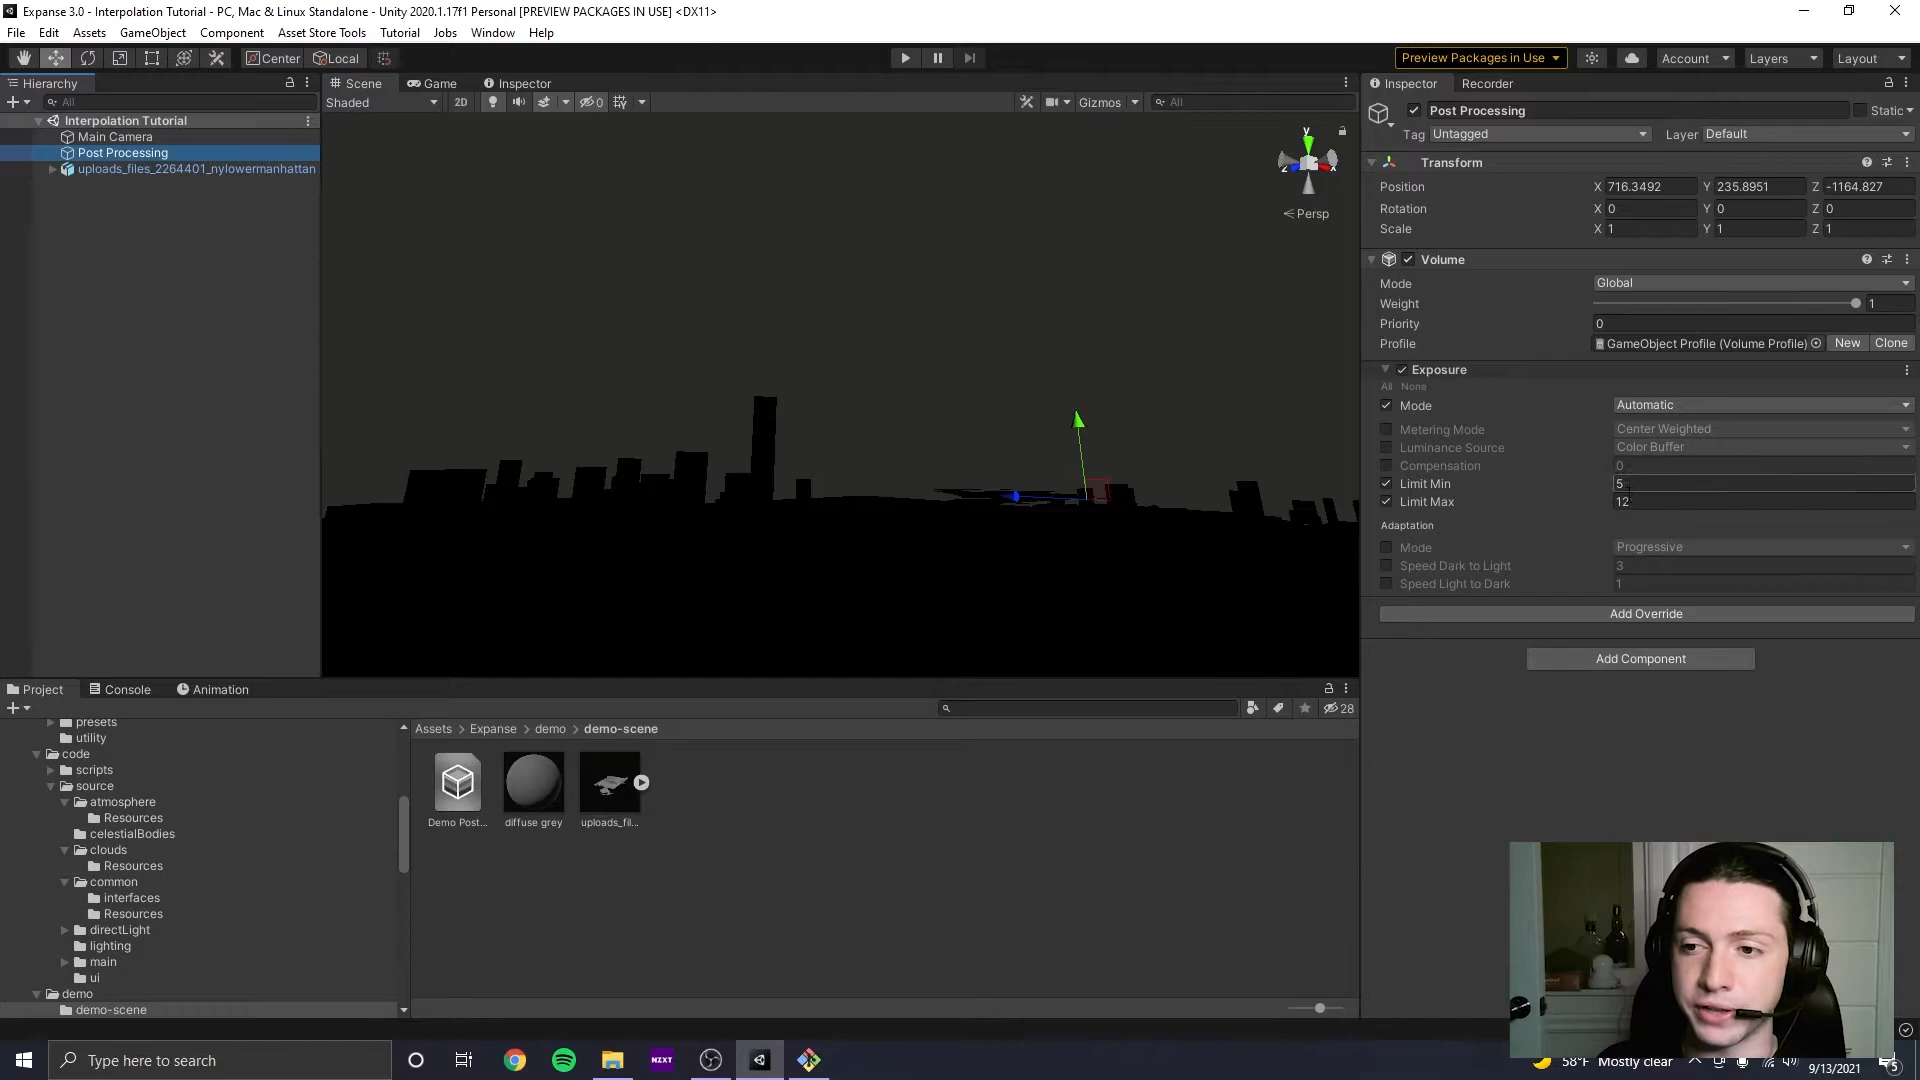 Expanse 3.0 - Interpolation Tutorial - PC, Mac & Linux Standalone - Unity 2020.1.17f1 Personal [PREVIEW PACKAGES IN USE] <DX11>
File Edit Assets GameObject Component Asset Store Tools Tutorial Jobs Window Help
Center Local Preview Packages in Use Account Layers Layout
Hierarchy
All
Interpolation Tutorial
Main Camera
Post Processing
uploads_files_2264401_nylowermanhattan
Scene Game Inspector
Shaded 2D 0 Gizmos All
y
z x
Persp
Inspector Recorder
Post Processing Static
Tag Untagged Layer Default
Transform
Position X 716.3492 Y 235.8951 Z -1164.827
Rotation X 0 Y 0 Z 0
Scale X 1 Y 1 Z 1
Volume
Mode Global
Weight 1
Priority 0
Profile GameObject Profile (Volume Profile) New Clone
Exposure
All None
Mode Automatic
Metering Mode Center Weighted
Luminance Source Color Buffer
Compensation 0
Limit Min 5
Limit Max 12
Adaptation
Mode Progressive
Speed Dark to Light 3
Speed Light to Dark 1
Add Override
Add Component
Project Console Animation
28
presets
utility
code
scripts
source
atmosphere
Resources
celestialBodies
clouds
Resources
common
interfaces
Resources
directLight
lighting
main
ui
demo
demo-scene
Assets > Expanse > demo > demo-scene
Demo Post... diffuse grey uploads_fil...
Type here to search
NZXT
58°F Mostly clear
9/13/2021
5